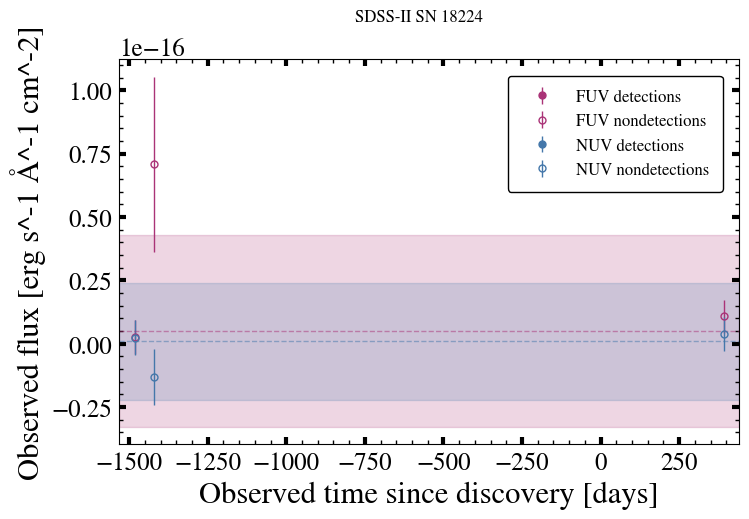 SDSS-II SN 18224
1e−16
Observed flux [erg s^-1 Å^-1 cm^-2]
1.00
0.75
0.50
0.25
0.00
−0.25
FUV detections
FUV nondetections
NUV detections
NUV nondetections
−1500 −1250 −1000 −750 −500 −250 0 250
Observed time since discovery [days]